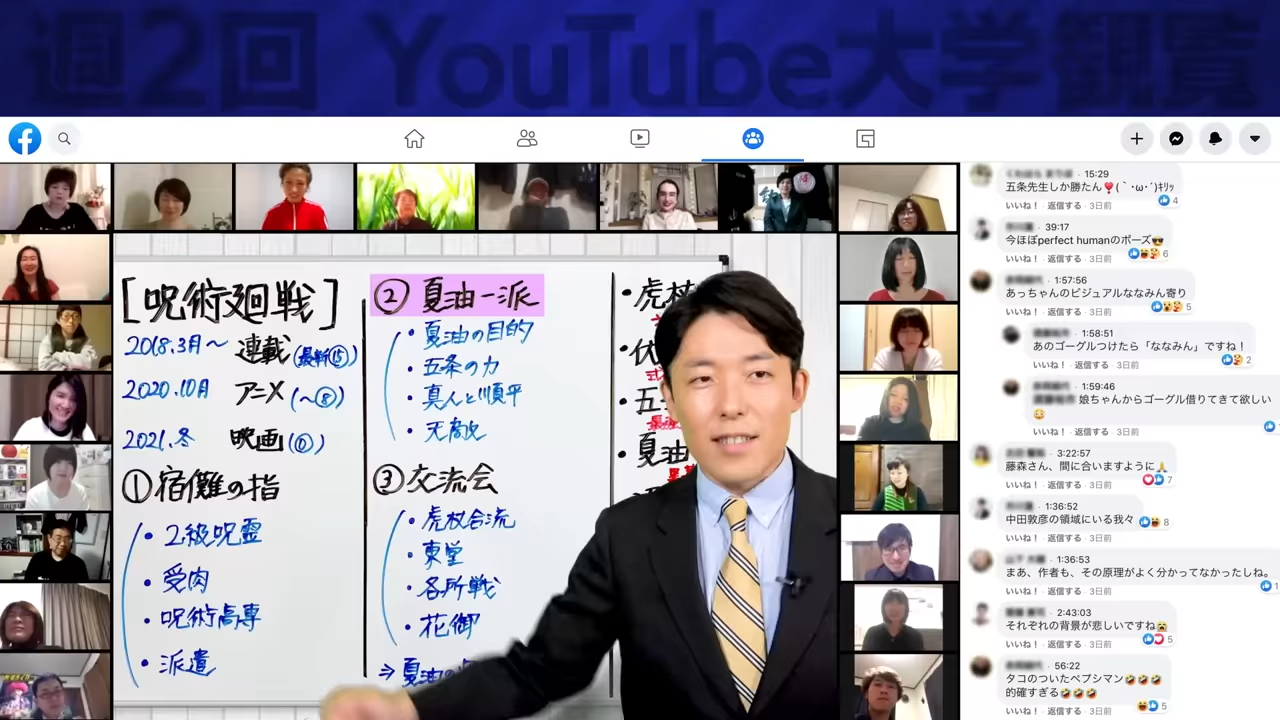 週2回 YouTube大学観覧
[呪術廻戦]
2018.3月〜 連載(最新⑮)
2020.10月 アニメ(〜⑧)
2021.冬 映画(⓪)
①宿儺の指
・2級呪霊
・受肉
・呪術高専
・派遣
② 夏油一派
・夏油の目的
・五条の力
・真人と順平
・天元
③交流会
・虎杖合流
・東堂
・各所戦
・花御
⇒夏油の
・虎杖
・伏
・五
・夏油
15:29
五条先生しか勝たん❣️(｀･ω･´)ｷﾘｯ
いいね！ · 返信する · 3日前
4
39:17
今ほぼperfect humanのポーズ😎
いいね！ · 返信する · 3日前
6
1:57:56
あっちゃんのビジュアルななみん寄り
いいね！ · 返信する · 3日前
5
1:58:51
あのゴーグルつけたら「ななみん」ですね！
いいね！ · 返信する · 3日前
2
1:59:46
娘ちゃんからゴーグル借りてきて欲しい
😳
いいね！ · 返信する · 3日前
3:22:57
藤森さん、間に合いますように🙏
いいね！ · 返信する · 3日前
7
1:36:52
中田敦彦の領域にいる我々
8
いいね！ · 返信する · 3日前
1:36:53
まあ、作者も、その原理がよく分かってなかったしね。
いいね！ · 返信する · 3日前
1
2:43:03
それぞれの背景が悲しいですね😭
いいね！ · 返信する · 3日前
5
56:22
タコのついたペプシマン🤣🤣🤣
的確すぎる🤣🤣🤣
いいね！ · 返信する · 3日前
5